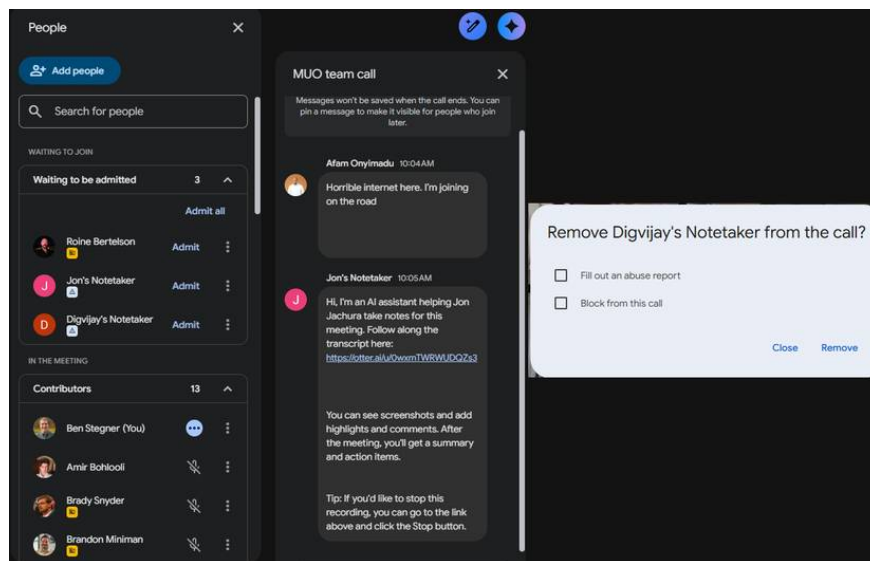 People
Add people
Search for people
WAITING TO JOIN
Waiting to be admitted 3
Admit all
Roine Bertelson
Admit
J
Jon's Notetaker
Admit
D
Digvijay's Notetaker
Admit
IN THE MEETING
Contributors 13
Ben Stegner (You)
Amir Bohlooli
Brady Snyder
Brandon Miniman
MUO team call
Messages won't be saved when the call ends. You can
pin a message to make it visible for people who join
later.
Afam Onyimadu 10:04 AM
Horrible internet here. I'm joining
on the road
Jon's Notetaker 10:05 AM
J
Hi, I'm an AI assistant helping Jon
Jachura take notes for this
meeting. Follow along the
transcript here:
https://otter.ai/u/0wxmTWRWUDQZs3
You can see screenshots and add
highlights and comments. After
the meeting, you'll get a summary
and action items.
Tip: If you'd like to stop this
recording, you can go to the link
above and click the Stop button.
Remove Digvijay's Notetaker from the call?
Fill out an abuse report
Block from this call
Close Remove